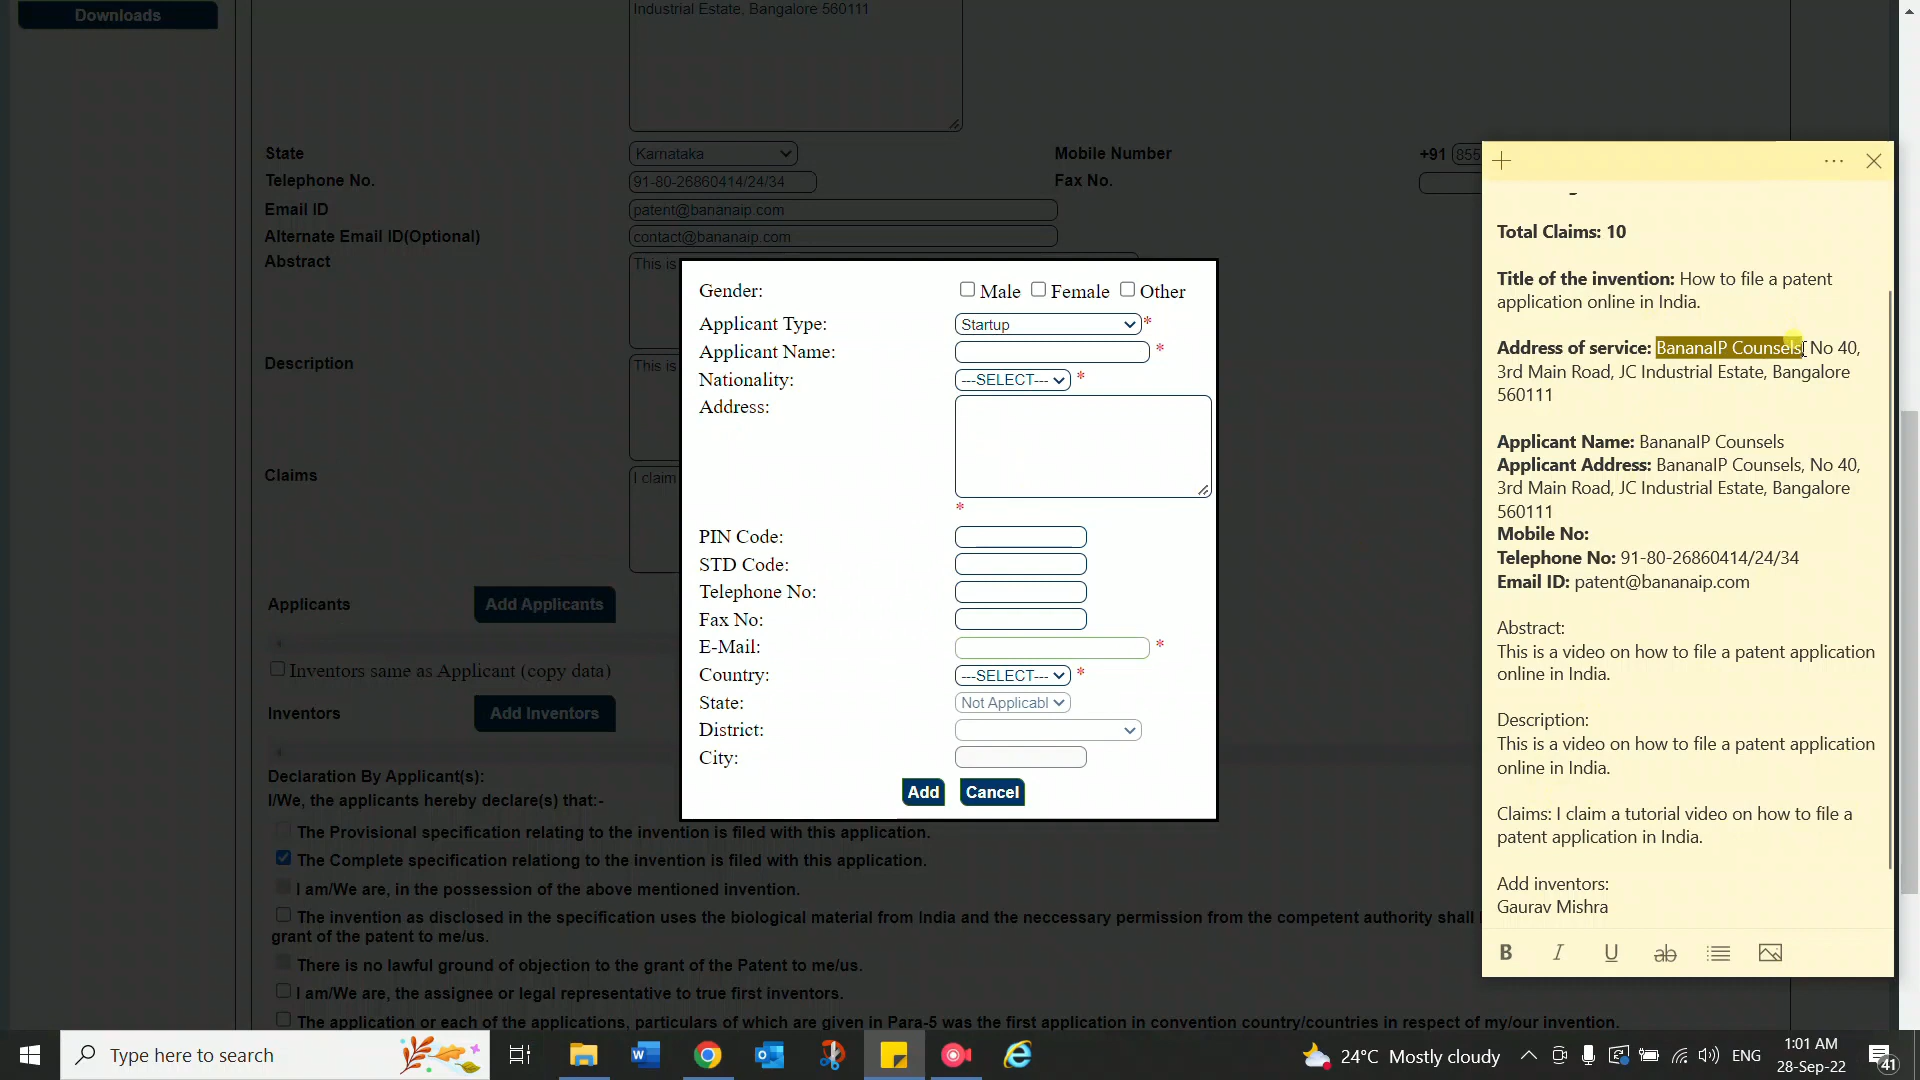 Downloads
Industrial Estate, Bangalore 560111
State
Karnataka
Mobile Number
+91 855
Telephone No.
91-80-26860414/24/34
Fax No.
Email ID
patent@bananaip.com
Alternate Email ID(Optional)
contact@bananaip.com
Abstract
This is
Description
This is
Claims
I claim
Applicants
Add Applicants
Inventors same as Applicant (copy data)
Inventors
Add Inventors
Declaration By Applicant(s):
I/We, the applicants hereby declare(s) that:-
The Provisional specification relating to the invention is filed with this application.
The Complete specification relationg to the invention is filed with this application.
I am/We are, in the possession of the above mentioned invention.
The invention as disclosed in the specification uses the biological material from India and the neccessary permission from the competent authority shall
grant of the patent to me/us.
There is no lawful ground of objection to the grant of the Patent to me/us.
I am/We are, the assignee or legal representative to true first inventors.
The application or each of the applications, particulars of which are given in Para-5 was the first application in convention country/countries in respect of my/our invention.
Gender:
Male Female Other
Applicant Type:
Startup *
Applicant Name:
*
Nationality:
---SELECT--- *
Address:
*
PIN Code:
STD Code:
Telephone No:
Fax No:
E-Mail:
*
Country:
---SELECT--- *
State:
Not Applicabl
District:
City:
Add
Cancel
Total Claims: 10
Title of the invention: How to file a patent
application online in India.
Address of service: BananaIP Counsels, No 40,
3rd Main Road, JC Industrial Estate, Bangalore
560111
Applicant Name: BananaIP Counsels
Applicant Address: BananaIP Counsels, No 40,
3rd Main Road, JC Industrial Estate, Bangalore
560111
Mobile No:
Telephone No: 91-80-26860414/24/34
Email ID: patent@bananaip.com
Abstract:
This is a video on how to file a patent application
online in India.
Description:
This is a video on how to file a patent application
online in India.
Claims: I claim a tutorial video on how to file a
patent application in India.
Add inventors:
Gaurav Mishra
B I U ab
Type here to search
24°C Mostly cloudy
ENG
1:01 AM
28-Sep-22
41